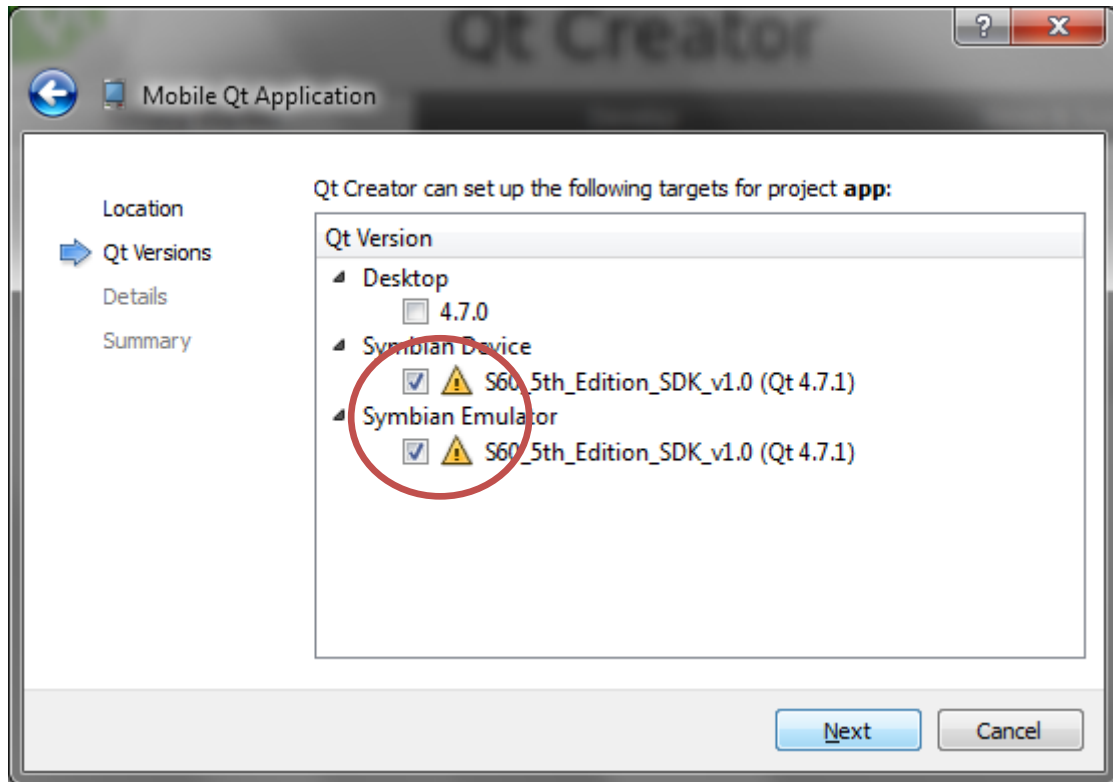 Qt Creator
?
Mobile Qt Application
Qt Creator can set up the following targets for project app:
Location
Qt Versions
Details
Summary
Qt Version
Desktop
4.7.0
Symbian Device
S60_5th_Edition_SDK_v1.0 (Qt 4.7.1)
Symbian Emulator
S60_5th_Edition_SDK_v1.0 (Qt 4.7.1)
Next
Cancel